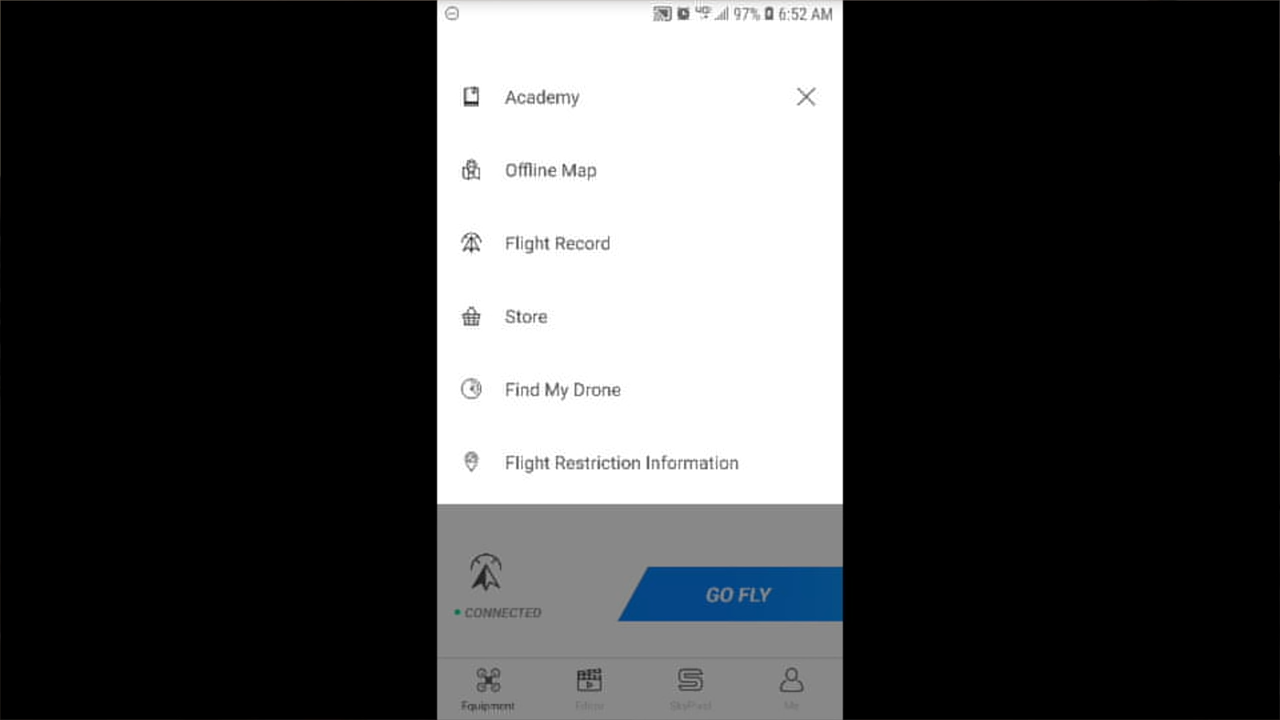 97% 6:52 AM
Academy
Offline Map
Flight Record
Store
Find My Drone
Flight Restriction Information
GO FLY
CONNECTED
Equipment
Editor
SkyPixel
Me